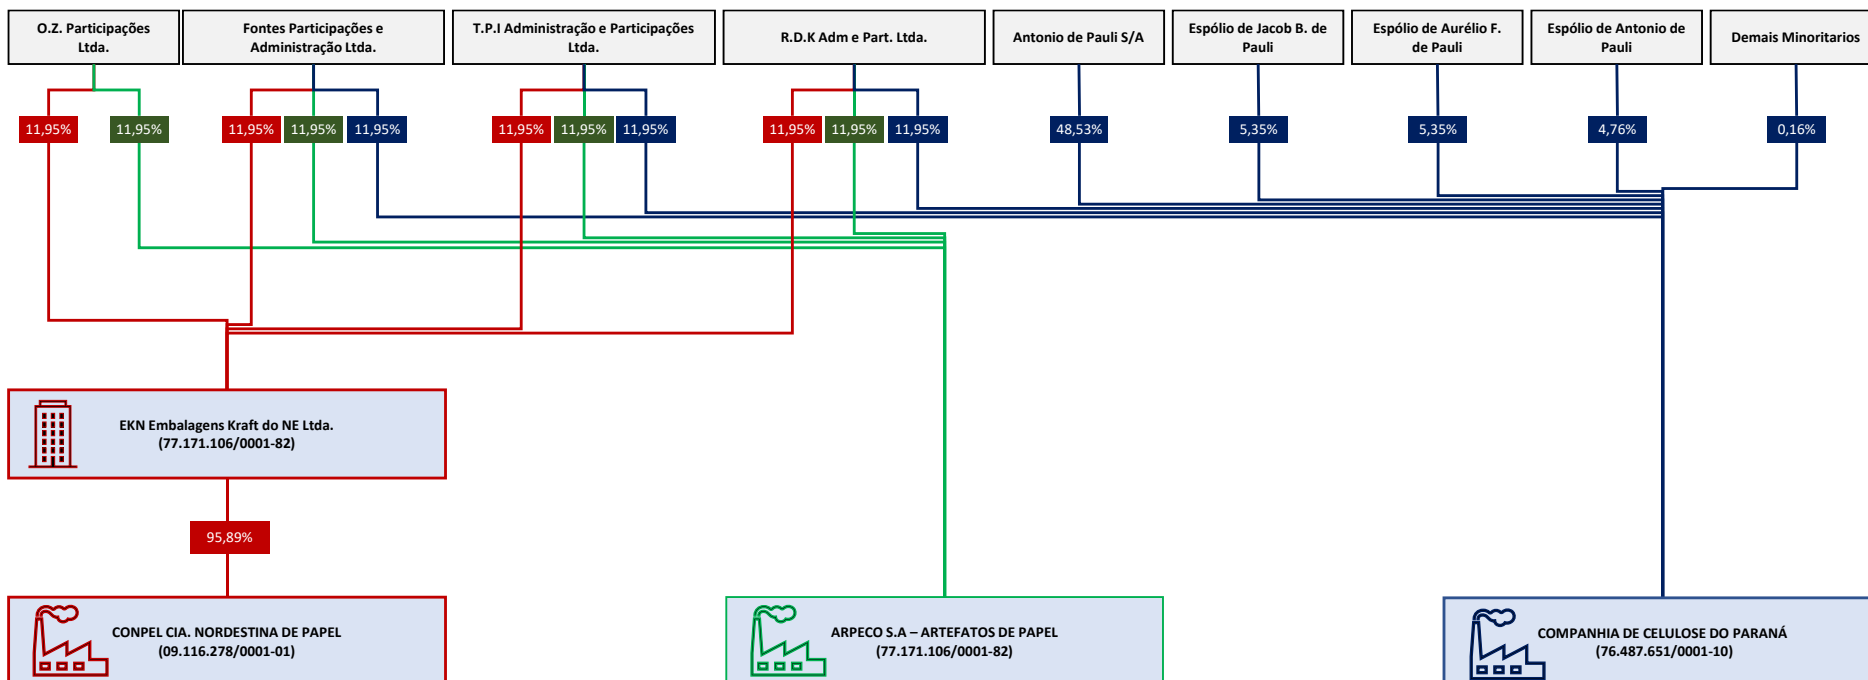 O.Z. Participações
Ltda.
Fontes Participações e
Administração Ltda.
T.P.I Administração e Participações
Ltda.
R.D.K Adm e Part. Ltda.
Antonio de Pauli S/A
Espólio de Jacob B. de
Pauli
Espólio de Aurélio F.
de Pauli
Espólio de Antonio de
Pauli
Demais Minoritarios
11,95%
11,95%
11,95%
11,95%
11,95%
11,95%
11,95%
11,95%
11,95%
11,95%
11,95%
48,53%
5,35%
5,35%
4,76%
0,16%
EKN Embalagens Kraft do NE Ltda.
(77.171.106/0001-82)
95,89%
CONPEL CIA. NORDESTINA DE PAPEL
(09.116.278/0001-01)
ARPECO S.A – ARTEFATOS DE PAPEL
(77.171.106/0001-82)
COMPANHIA DE CELULOSE DO PARANÁ
(76.487.651/0001-10)